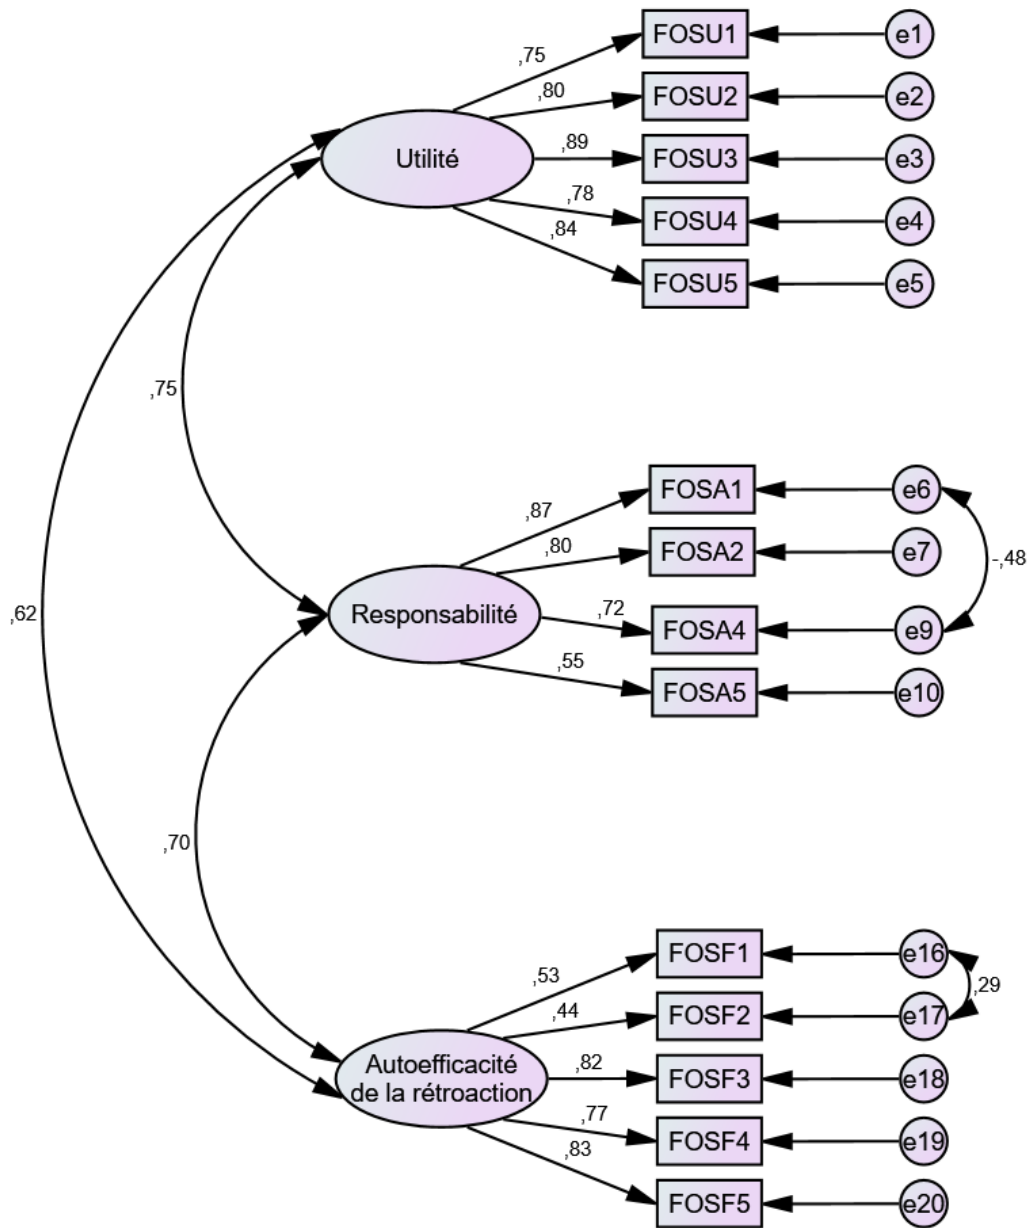 FOSU1
e1
,75
FOSU2
e2
,80
Utilité
,89
FOSU3
e3
,78
FOSU4
e4
,84
FOSU5
e5
,75
FOSA1
e6
,87
,80
FOSA2
e7
-,48
,62
Responsabilité
,72
FOSA4
e9
,55
FOSA5
e10
,70
FOSF1
e16
,53
,29
,44
FOSF2
e17
Autoefficacité
de la rétroaction
,82
FOSF3
e18
,77
FOSF4
e19
,83
FOSF5
e20